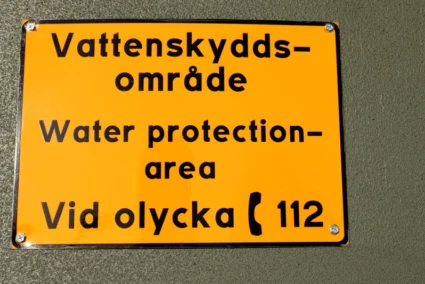 Vattenskydds-
område
Water protection-
area
Vid olycka 112